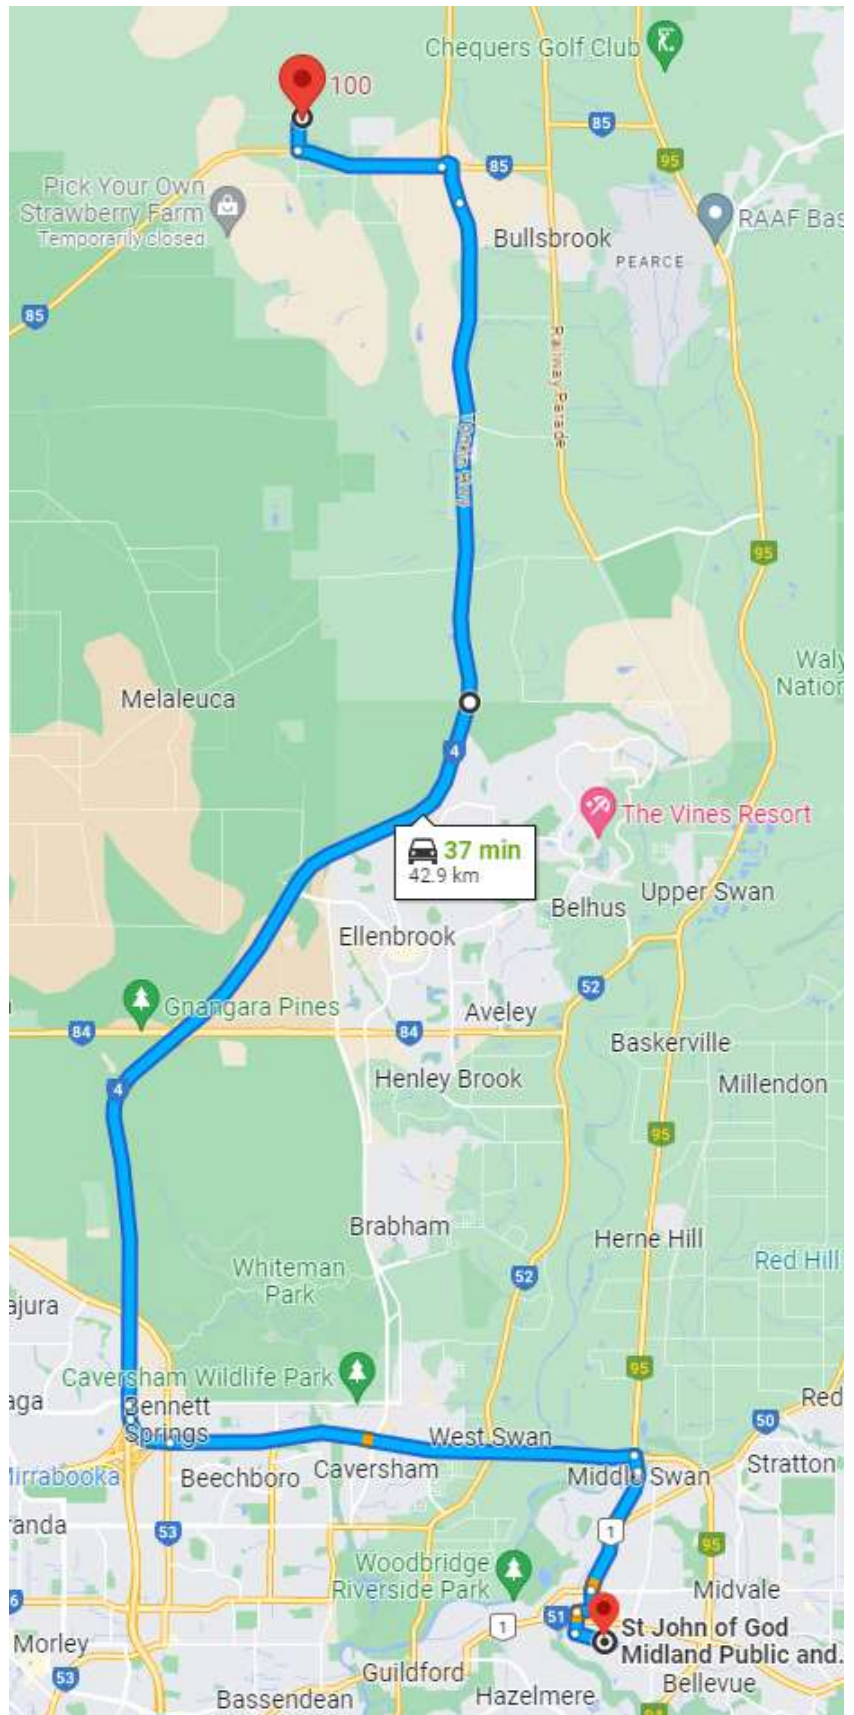 Chequers Golf Club
100
85
85
95
Pick Your Own
Strawberry Farm
Temporarily closed
RAAF Bas
Bullsbrook
PEARCE
85
Railway Parade
Tonkin Hwy
95
Waly
Nation
Melaleuca
4
The Vines Resort
37 min
42.9 km
Upper Swan
Belhus
Ellenbrook
52
Gnangara Pines
Aveley
84
84
Baskerville
Henley Brook
Millendon
4
95
Brabham
Herne Hill
Whiteman
Park
Red Hill
52
ajura
Caversham Wildlife Park
95
aga
Bennett
Springs
Red
50
West Swan
Mirrabooka
Beechboro
Caversham
Middle Swan
Stratton
randa
53
1
95
Woodbridge
Riverside Park
Midvale
6
51
1
St John of God
Midland Public and.
Morley
53
Guildford
Bellevue
Bassendean
Hazelmere
94